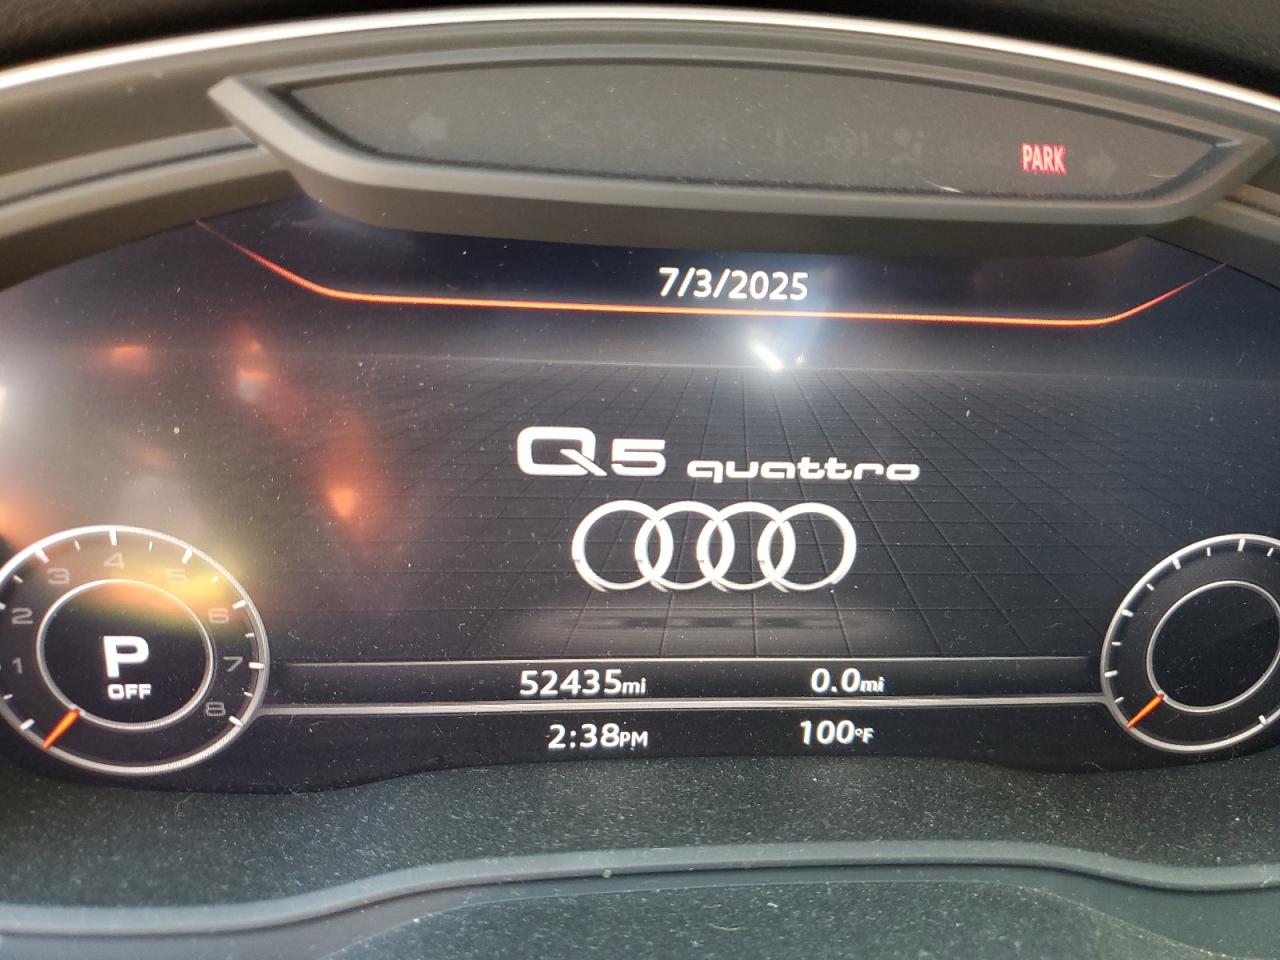 PARK
7/3/2025
Q5 quattro
3 4 5
2 6
1 P 7
OFF 8
52435mi 0.0mi
2:38PM 100°F